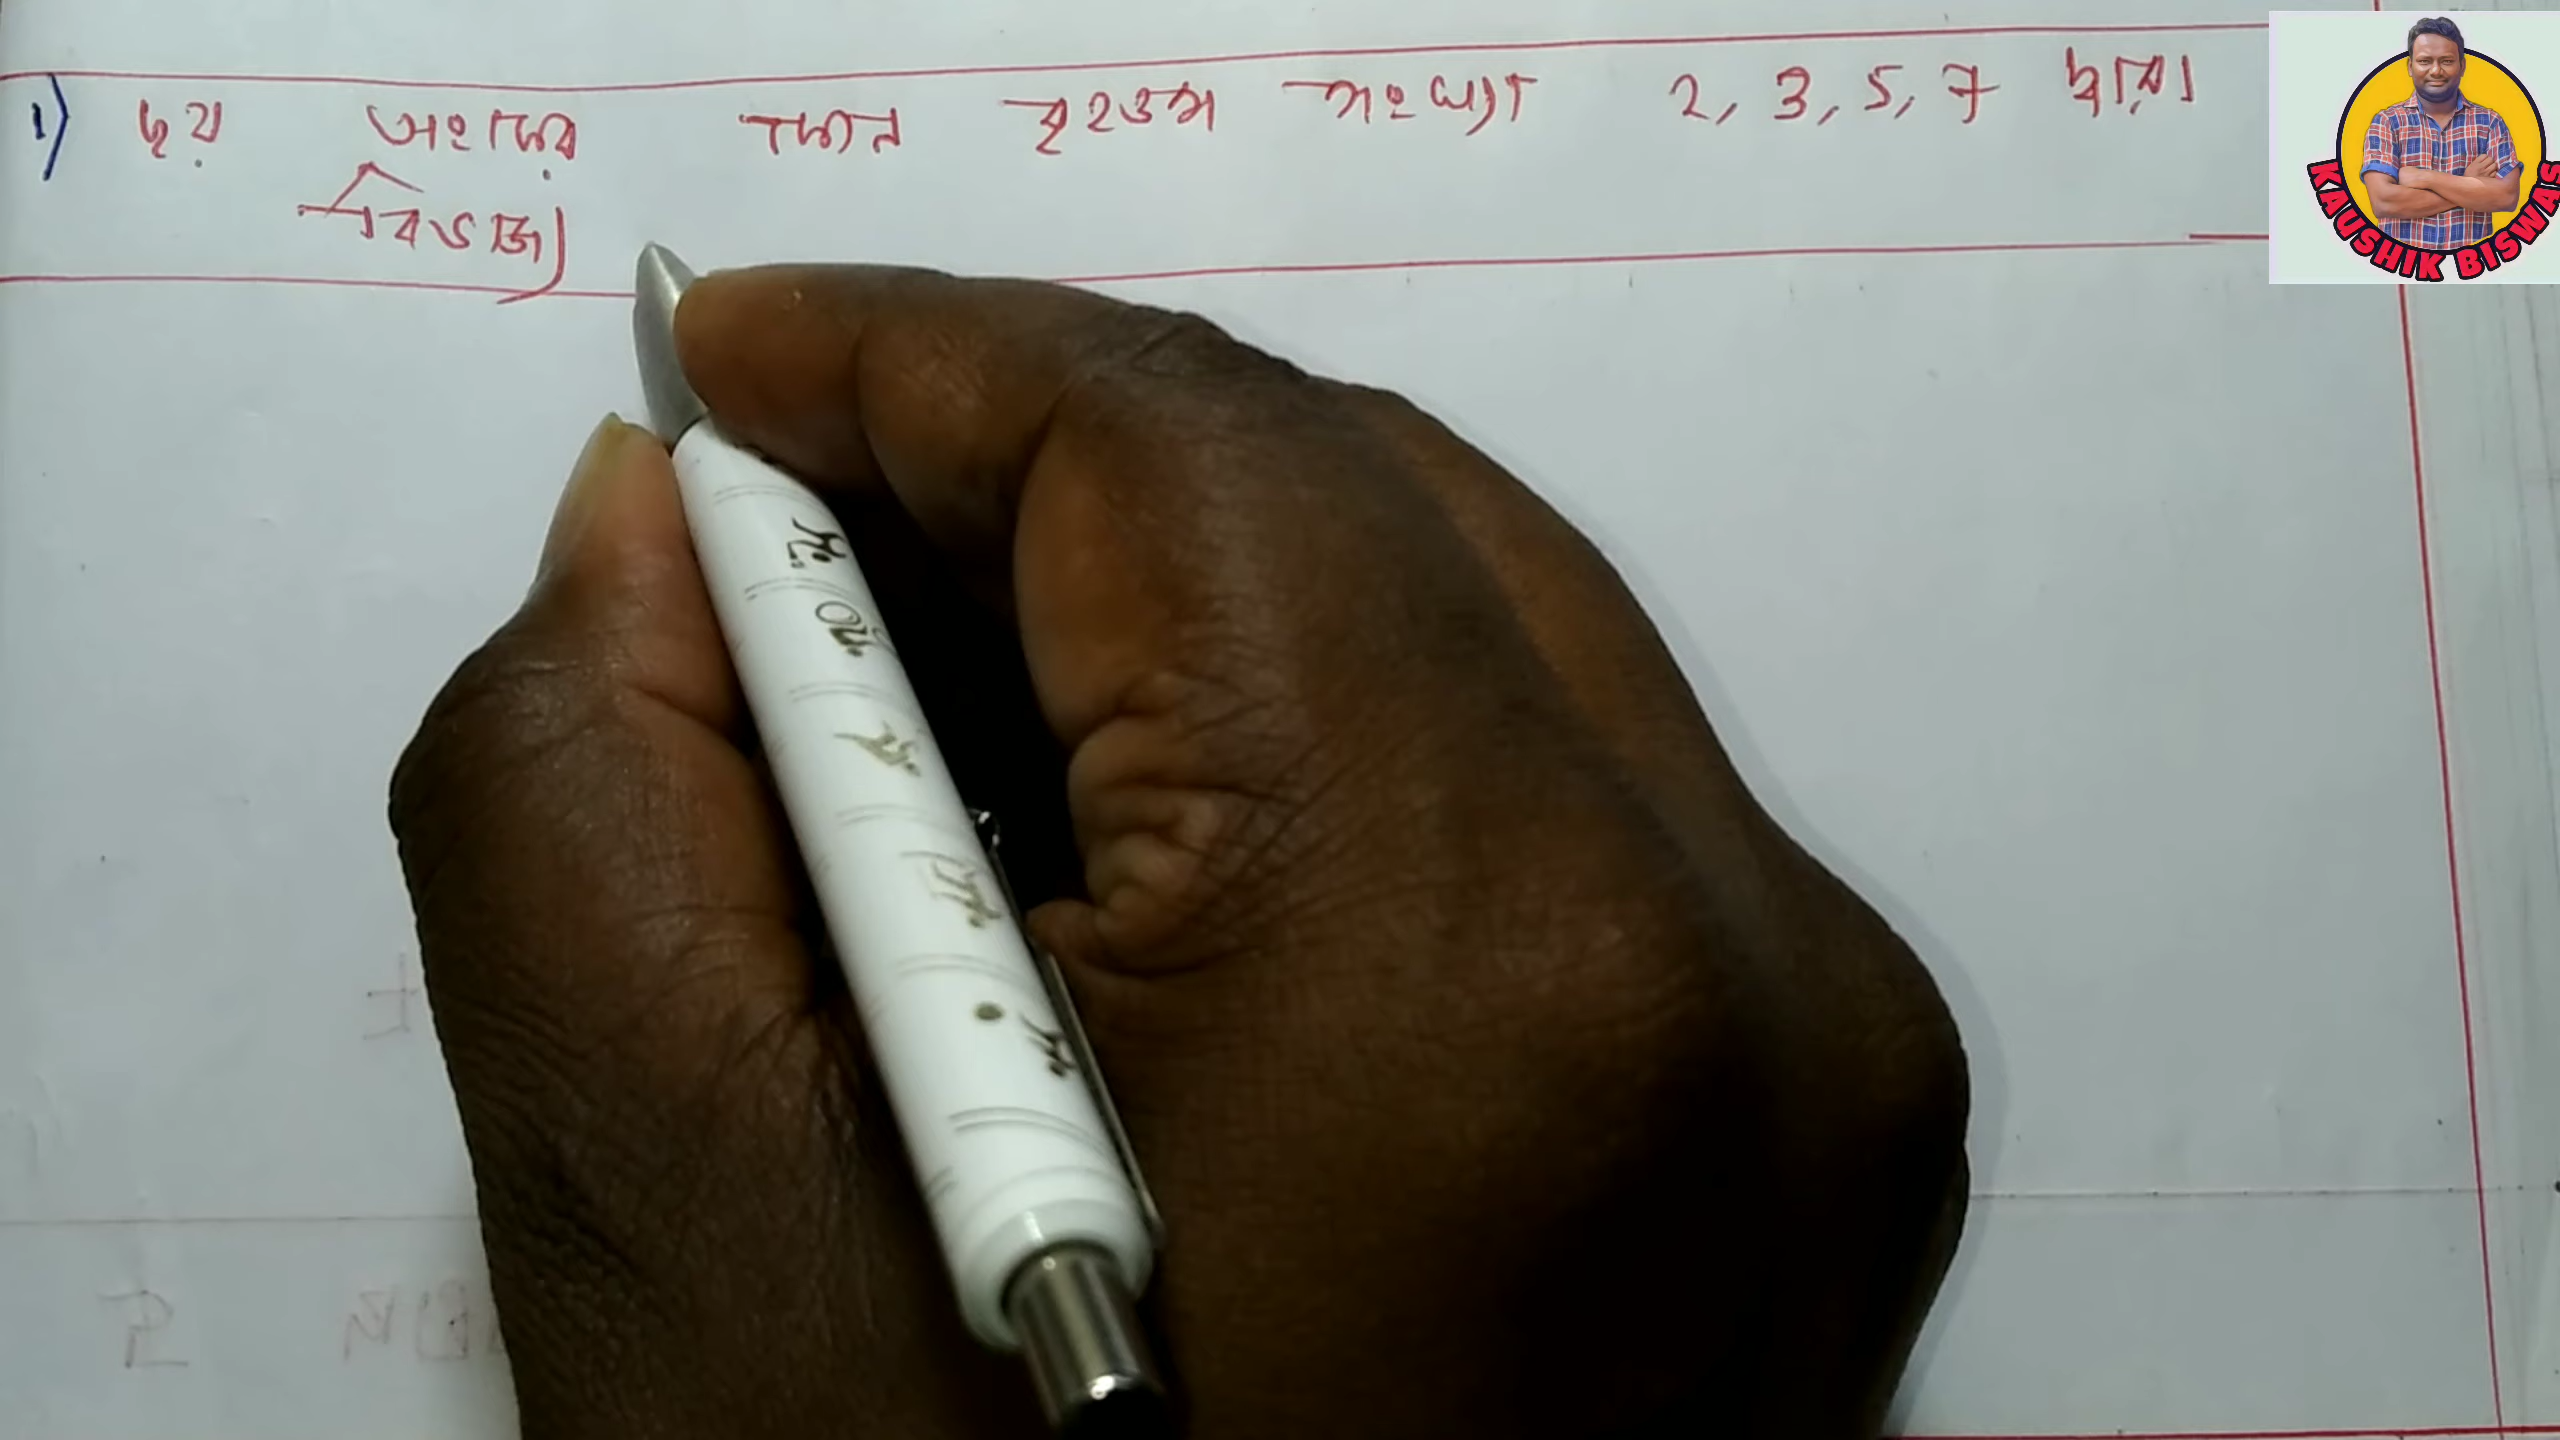 1) ছয় অংকের কোন বৃহত্তম সংখ্যা 2, 3, 5, 7 দ্বারা
বিভাজ্য
KAUSHIK BISWAS